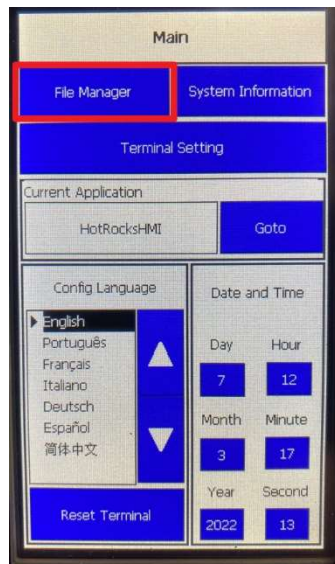 Main
File Manager
System Information
Terminal Setting
Current Application
HotRocksHMI
Goto
Config Language
English
Português
Français
Italiano
Deutsch
Español
简体中文
Reset Terminal
Date and Time
Day
Hour
7
12
Month
Minute
3
17
Year
Second
2022
13